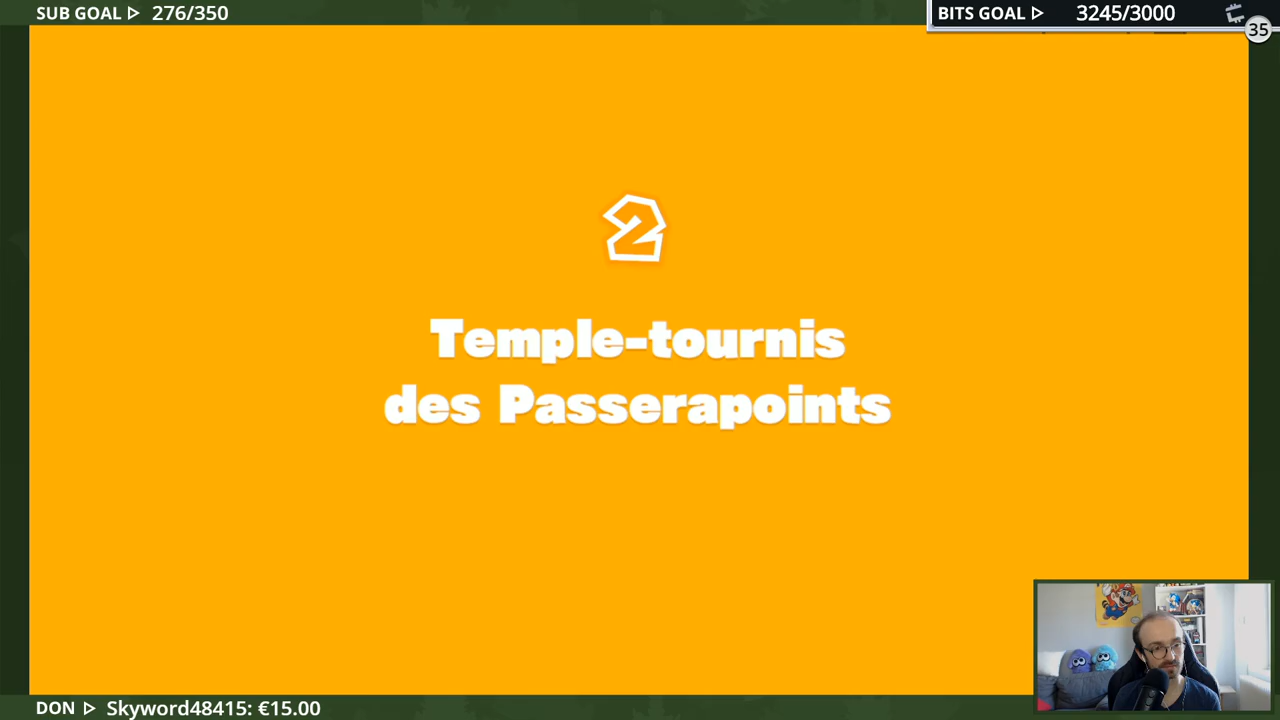 SUB GOAL ▷ 276/350
BITS GOAL ▷ 3245/3000
35
2
Temple-tournis
des Passerapoints
DON ▷ Skyword48415: €15.00